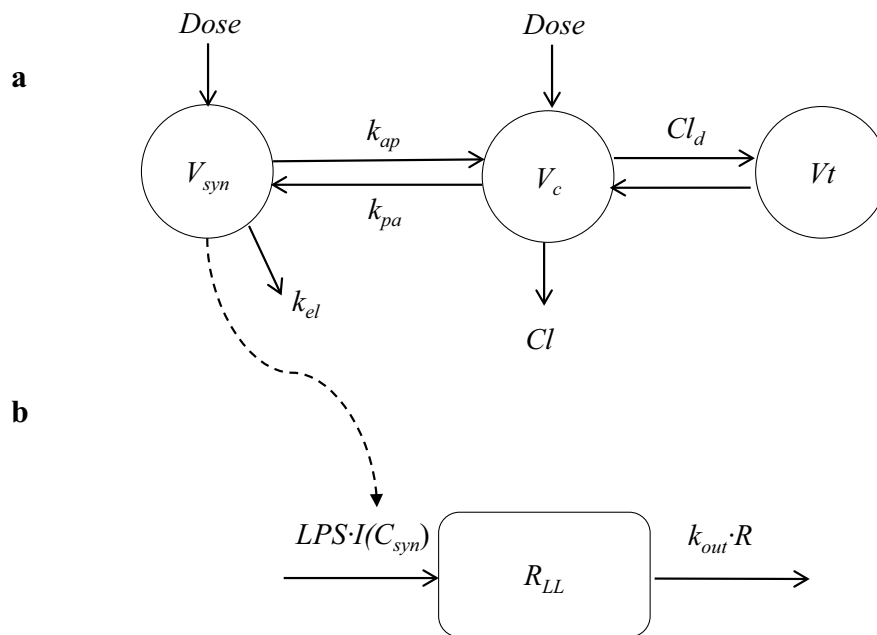 Dose
Dose
a
k_ap
Cl_d
V_syn
V_c
Vt
k_pa
k_el
Cl
b
LPS·I(C_syn)
k_out·R
R_LL